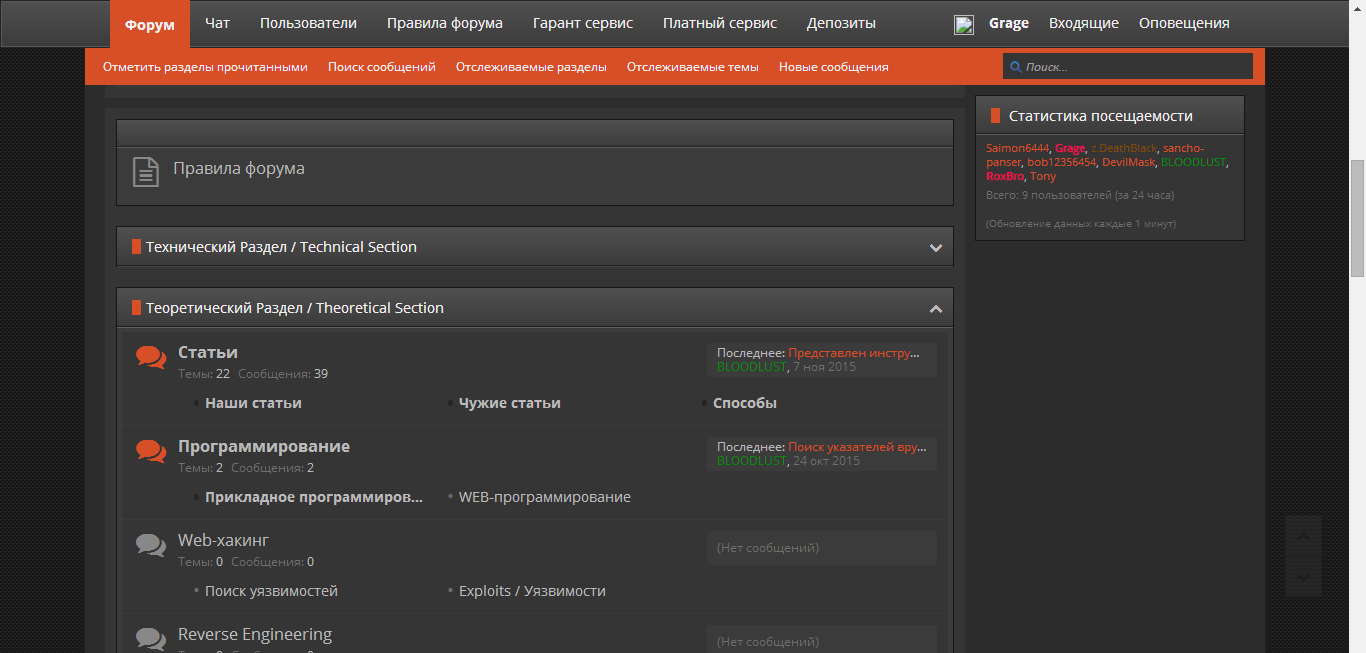 Форум Чат Пользователи Правила форума Гарант сервис Платный сервис Депозиты Grage Входящие Оповещения
Отметить разделы прочитанными Поиск сообщений Отслеживаемые разделы Отслеживаемые темы Новые сообщения Поиск...
Правила форума
Технический Раздел / Technical Section
Теоретический Раздел / Theoretical Section
Статьи
Темы: 22 Сообщения: 39
Последнее: Представлен инстру...
BLOODLUST, 7 ноя 2015
Наши статьи Чужие статьи Способы
Программирование
Темы: 2 Сообщения: 2
Последнее: Поиск указателей вру...
BLOODLUST, 24 окт 2015
Прикладное программиров... WEB-программирование
Web-хакинг
Темы: 0 Сообщения: 0
(Нет сообщений)
Поиск уязвимостей Exploits / Уязвимости
Reverse Engineering
(Нет сообщений)
Статистика посещаемости
Saimon6444, Grage, z.DeathBlack, sancho-
panser, bob12356454, DevilMask, BLOODLUST,
RoxBro, Tony
Всего: 9 пользователей (за 24 часа)
(Обновление данных каждые 1 минут)